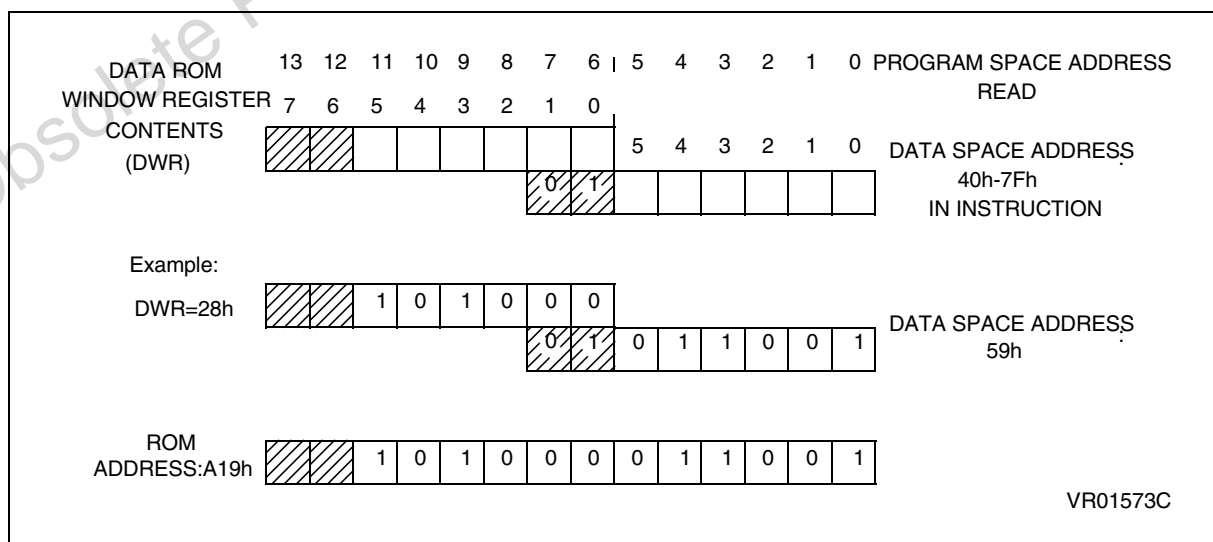 Obsolete P
13 12 11 10 9 8 7 6 5 4 3 2 1 0 PROGRAM SPACE ADDRESS
READ
DATA ROM
WINDOW REGISTER 7 6 5 4 3 2 1 0
CONTENTS
(DWR)
5 4 3 2 1 0 DATA SPACE ADDRESS
:
40h-7Fh
0 1
IN INSTRUCTION
Example:
DWR=28h
1 0 1 0 0 0
0 1 0 1 1 0 0 1
DATA SPACE ADDRESS
:
59h
ROM
ADDRESS:A19h
1 0 1 0 0 0 0 1 1 0 0 1
VR01573C